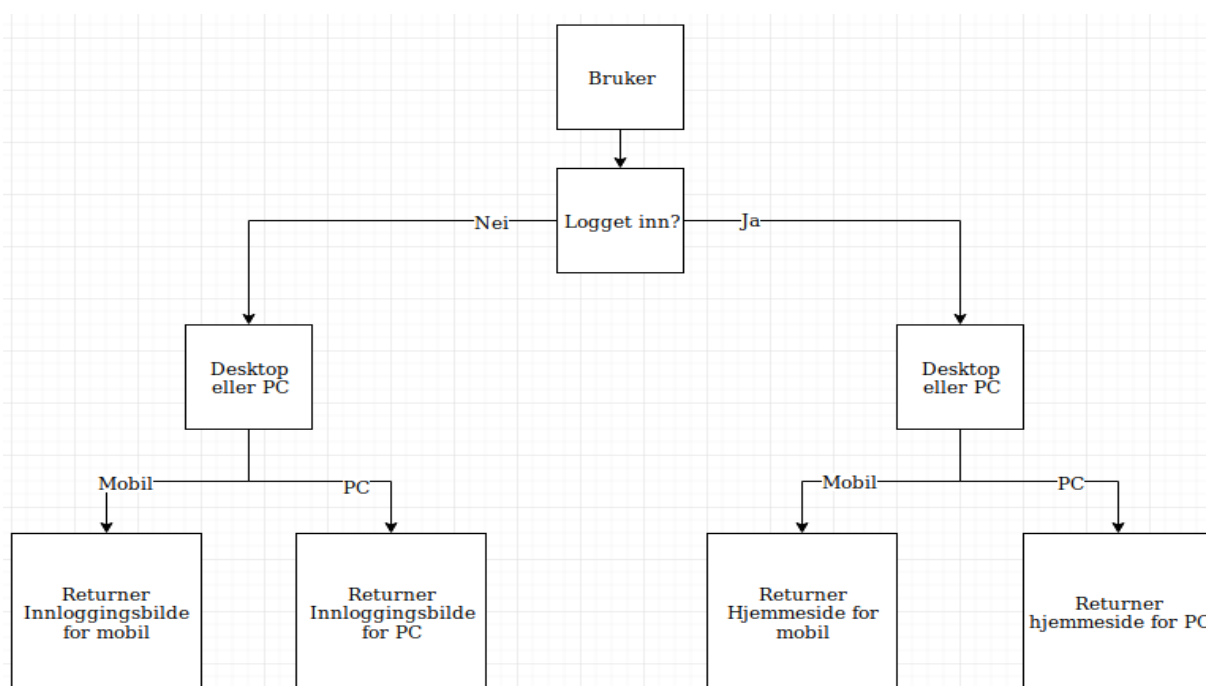 Bruker
Logget inn?
Nei
Ja
Desktop
eller PC
Desktop
eller PC
Mobil
PC
Mobil
PC
Returner
Innloggingsbilde
for mobil
Returner
Innloggingsbilde
for PC
Returner
Hjemmeside for
mobil
Returner
hjemmeside for PC